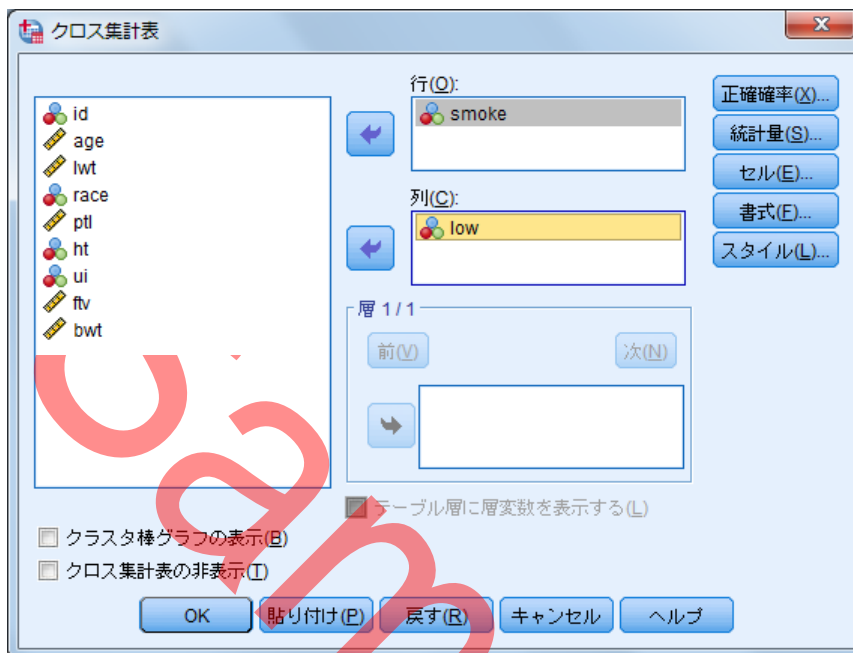 クロス集計表
id
age
lwt
race
ptl
ht
ui
ftv
bwt
行(O):
smoke
列(C):
low
層 1/1
前(V)
次(N)
テーブル層に層変数を表示する(L)
正確確率(X)...
統計量(S)...
セル(E)...
書式(F)...
スタイル(L)...
クラスタ棒グラフの表示(B)
クロス集計表の非表示(T)
OK
貼り付け(P)
戻す(R)
キャンセル
ヘルプ